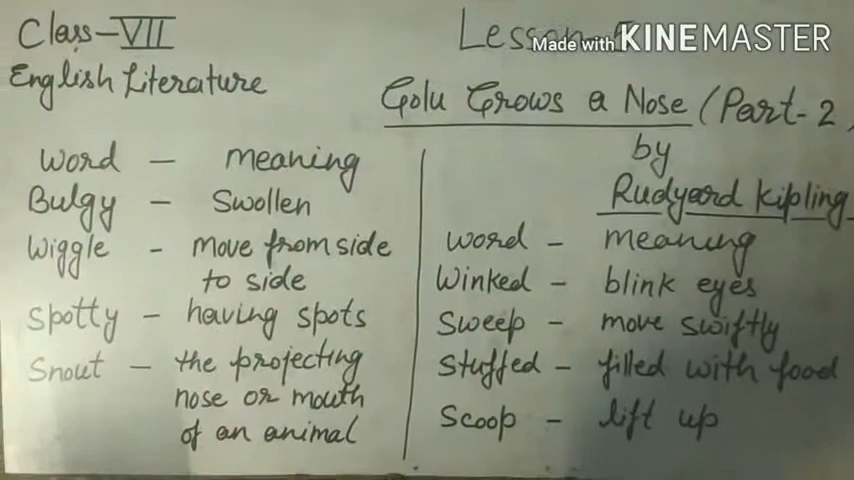 Class-VII
English Literature
Lesson-
Made with KINEMASTER
Golu Grows a Nose (Part-2
by
Rudyard Kipling
word - meaning
Bulgy - Swollen
Wiggle - move from side
to side
Spotty - having spots
Snout - the projecting
nose or mouth
of an animal
word - meaning
Winked - blink eyes
Sweep - move swiftly
Stuffed - filled with food
Scoop - lift up